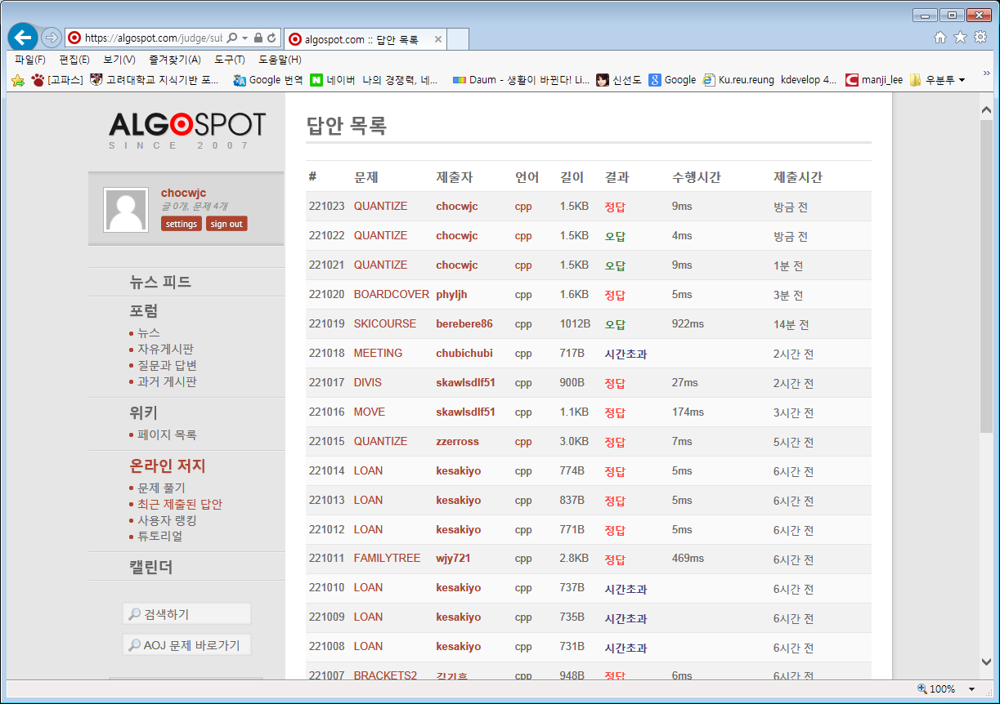 https://algospot.com/judge/sub
algospot.com :: 답안 목록
파일(F) 편집(E) 보기(V) 즐겨찾기(A) 도구(T) 도움말(H)
[고파스] 고려대학교 지식기반 포... Google 번역 네이버 나의 경쟁력, 네... Daum - 생활이 바뀐다! Li... 신선도 Google Ku.reu.reung kdevelop 4... manji_lee 우분투
ALGOSPOT
SINCE 2007
chocwjc
글 0개, 문제 4개
settings sign out
뉴스 피드
포럼
뉴스
자유게시판
질문과 답변
과거 게시판
위키
페이지 목록
온라인 저지
문제 풀기
최근 제출된 답안
사용자 랭킹
튜토리얼
캘린더
검색하기
AOJ 문제 바로가기
답안 목록
# 문제 제출자 언어 길이 결과 수행시간 제출시간
221023 QUANTIZE chocwjc cpp 1.5KB 정답 9ms 방금 전
221022 QUANTIZE chocwjc cpp 1.5KB 오답 4ms 방금 전
221021 QUANTIZE chocwjc cpp 1.5KB 오답 9ms 1분 전
221020 BOARDCOVER phyljh cpp 1.6KB 정답 5ms 3분 전
221019 SKICOURSE berebere86 cpp 1012B 오답 922ms 14분 전
221018 MEETING chubichubi cpp 717B 시간초과 2시간 전
221017 DIVIS skawlsdlf51 cpp 900B 정답 27ms 2시간 전
221016 MOVE skawlsdlf51 cpp 1.1KB 정답 174ms 3시간 전
221015 QUANTIZE zzerross cpp 3.0KB 정답 7ms 5시간 전
221014 LOAN kesakiyo cpp 774B 정답 5ms 6시간 전
221013 LOAN kesakiyo cpp 837B 정답 5ms 6시간 전
221012 LOAN kesakiyo cpp 771B 정답 5ms 6시간 전
221011 FAMILYTREE wjy721 cpp 2.8KB 정답 469ms 6시간 전
221010 LOAN kesakiyo cpp 737B 시간초과 6시간 전
221009 LOAN kesakiyo cpp 735B 시간초과 6시간 전
221008 LOAN kesakiyo cpp 731B 시간초과 6시간 전
221007 BRACKETS2 cpp 948B 정답 6ms 6시간 전
100%